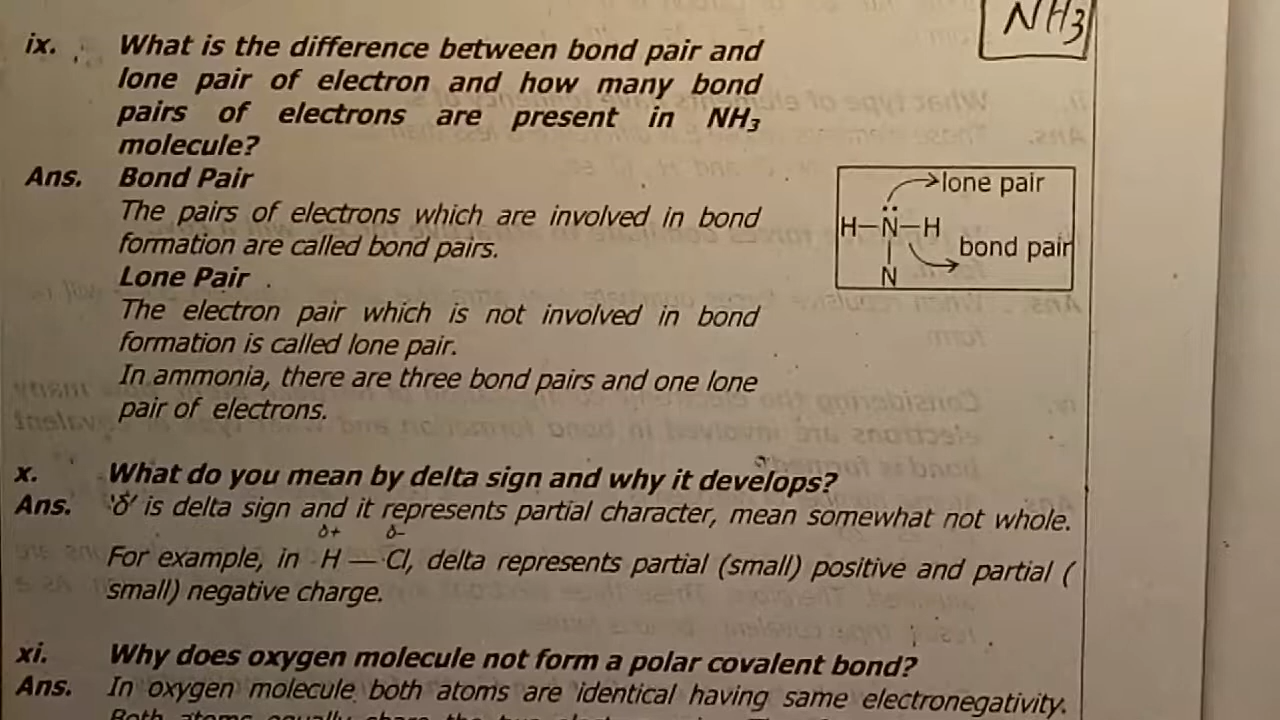 NH3
ix. What is the difference between bond pair and
lone pair of electron and how many bond
pairs of electrons are present in NH3
molecule?
Ans. Bond Pair
The pairs of electrons which are involved in bond
formation are called bond pairs.
Lone Pair
The electron pair which is not involved in bond
formation is called lone pair.
In ammonia, there are three bond pairs and one lone
pair of electrons.
lone pair
H—N—H
bond pair
N
x. What do you mean by delta sign and why it develops?
Ans. 'δ' is delta sign and it represents partial character, mean somewhat not whole.
δ+ δ-
For example, in H — Cl, delta represents partial (small) positive and partial (
small) negative charge.
xi. Why does oxygen molecule not form a polar covalent bond?
Ans. In oxygen molecule both atoms are identical having same electronegativity.
Both atoms equally share the two